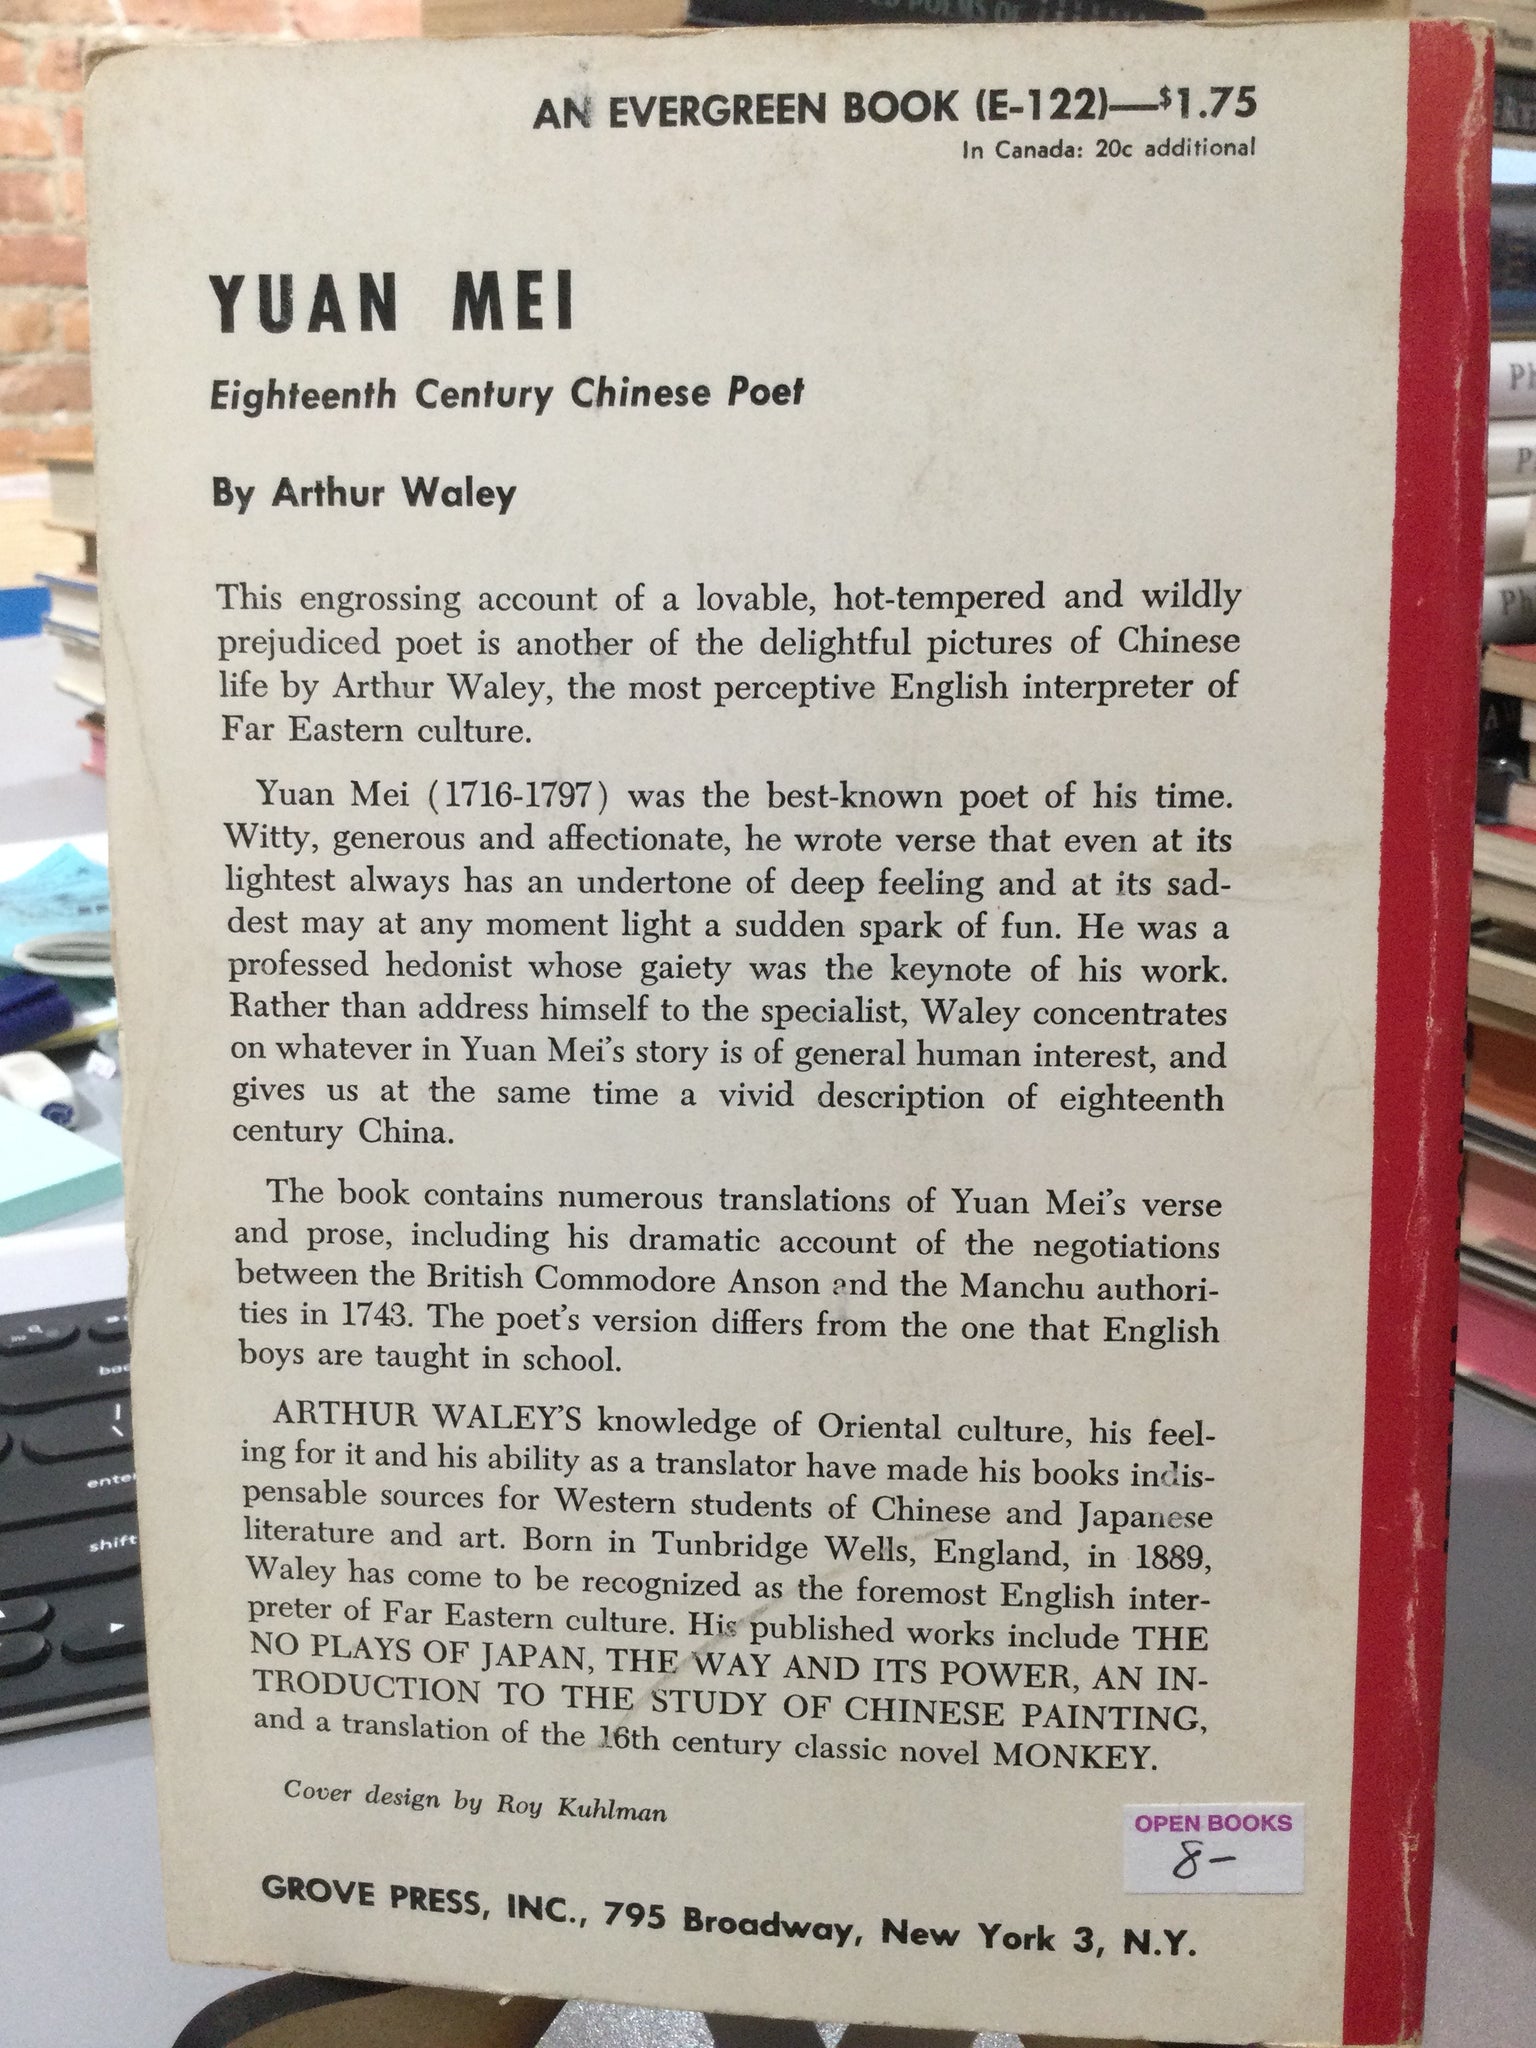 AN EVERGREEN BOOK (E-122)—$1.75
In Canada: 20c additional
YUAN MEI
Eighteenth Century Chinese Poet
By Arthur Waley
This engrossing account of a lovable, hot-tempered and wildly
prejudiced poet is another of the delightful pictures of Chinese
life by Arthur Waley, the most perceptive English interpreter of
Far Eastern culture.
Yuan Mei (1716-1797) was the best-known poet of his time.
Witty, generous and affectionate, he wrote verse that even at its
lightest always has an undertone of deep feeling and at its sad-
dest may at any moment light a sudden spark of fun. He was a
professed hedonist whose gaiety was the keynote of his work.
Rather than address himself to the specialist, Waley concentrates
on whatever in Yuan Mei's story is of general human interest, and
gives us at the same time a vivid description of eighteenth
century China.
The book contains numerous translations of Yuan Mei's verse
and prose, including his dramatic account of the negotiations
between the British Commodore Anson and the Manchu authori-
ties in 1743. The poet's version differs from the one that English
boys are taught in school.
ARTHUR WALEY'S knowledge of Oriental culture, his feel-
ing for it and his ability as a translator have made his books indis-
pensable sources for Western students of Chinese and Japanese
literature and art. Born in Tunbridge Wells, England, in 1889,
Waley has come to be recognized as the foremost English inter-
preter of Far Eastern culture. His published works include THE
NO PLAYS OF JAPAN, THE WAY AND ITS POWER, AN IN-
TRODUCTION TO THE STUDY OF CHINESE PAINTING,
and a translation of the 16th century classic novel MONKEY.
Cover design by Roy Kuhlman
OPEN BOOKS
8-
GROVE PRESS, INC., 795 Broadway, New York 3, N.Y.
enter
shift